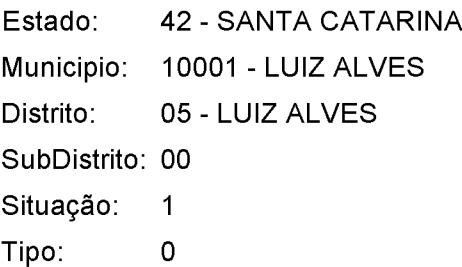 Estado: 42 - SANTA CATARINA
Municipio: 10001 - LUIZ ALVES
Distrito: 05 - LUIZ ALVES
SubDistrito: 00
Situação: 1
Tipo: 0